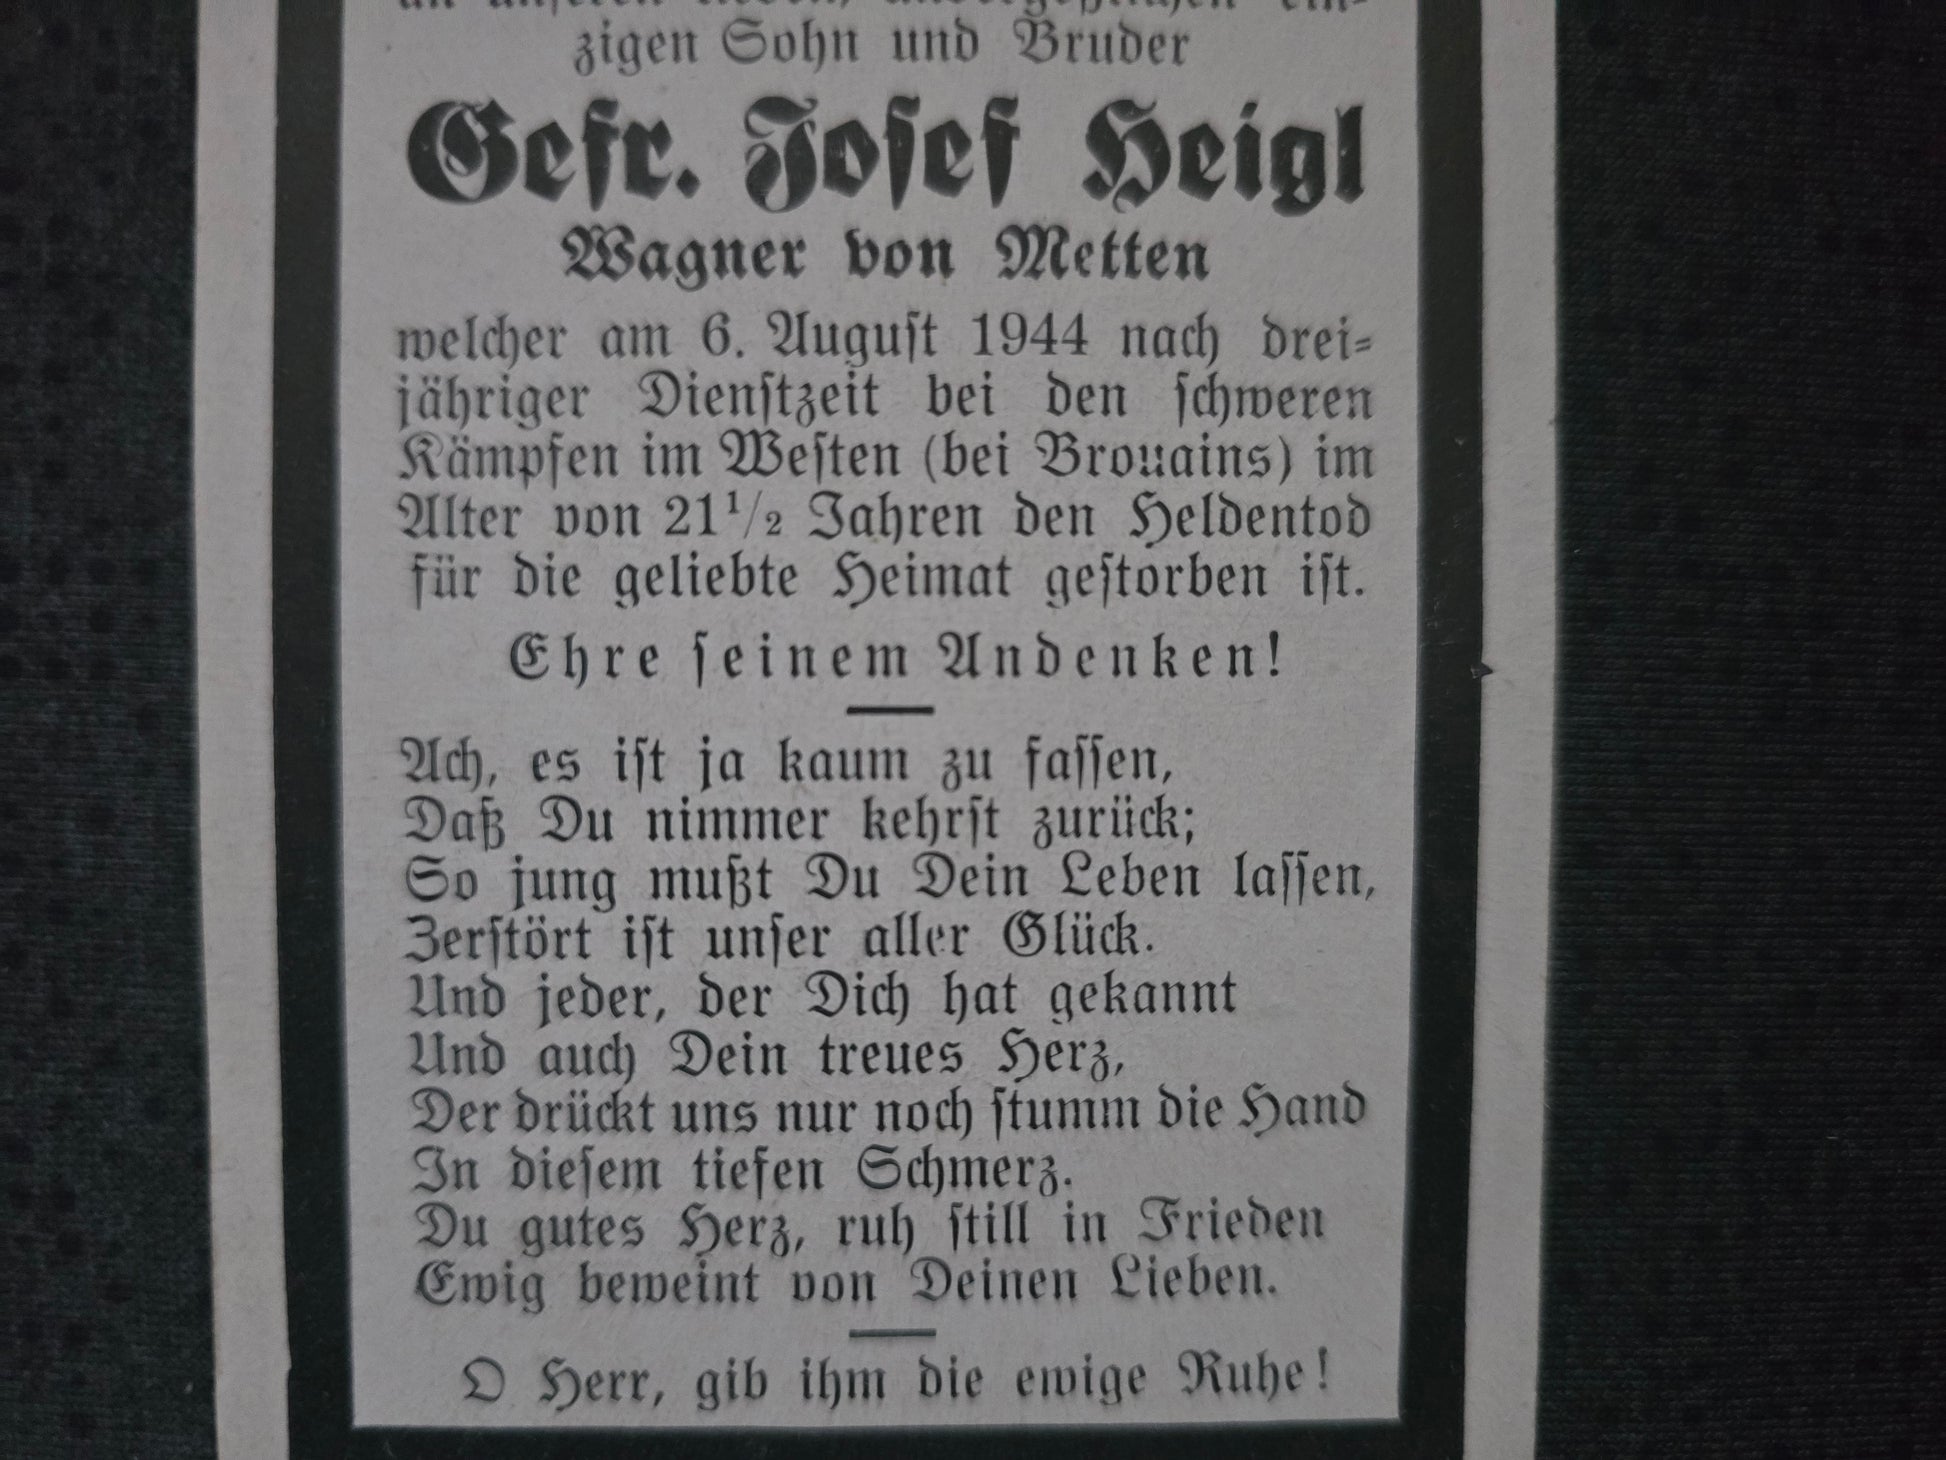 an unseren lieben, unvergeßlichen ein-
zigen Sohn und Bruder
Gefr. Josef Heigl
Wagner von Metten
welcher am 6. August 1944 nach drei-
jähriger Dienstzeit bei den schweren
Kämpfen im Westen (bei Brouains) im
Alter von 21½ Jahren den Heldentod
für die geliebte Heimat gestorben ist.
Ehre seinem Andenken!
Ach, es ist ja kaum zu fassen,
Daß Du nimmer kehrst zurück;
So jung mußt Du Dein Leben lassen,
Zerstört ist unser aller Glück.
Und jeder, der Dich hat gekannt
Und auch Dein treues Herz,
Der drückt uns nur noch stumm die Hand
In diesem tiefen Schmerz.
Du gutes Herz, ruh still in Frieden
Ewig beweint von Deinen Lieben.
O Herr, gib ihm die ewige Ruhe!